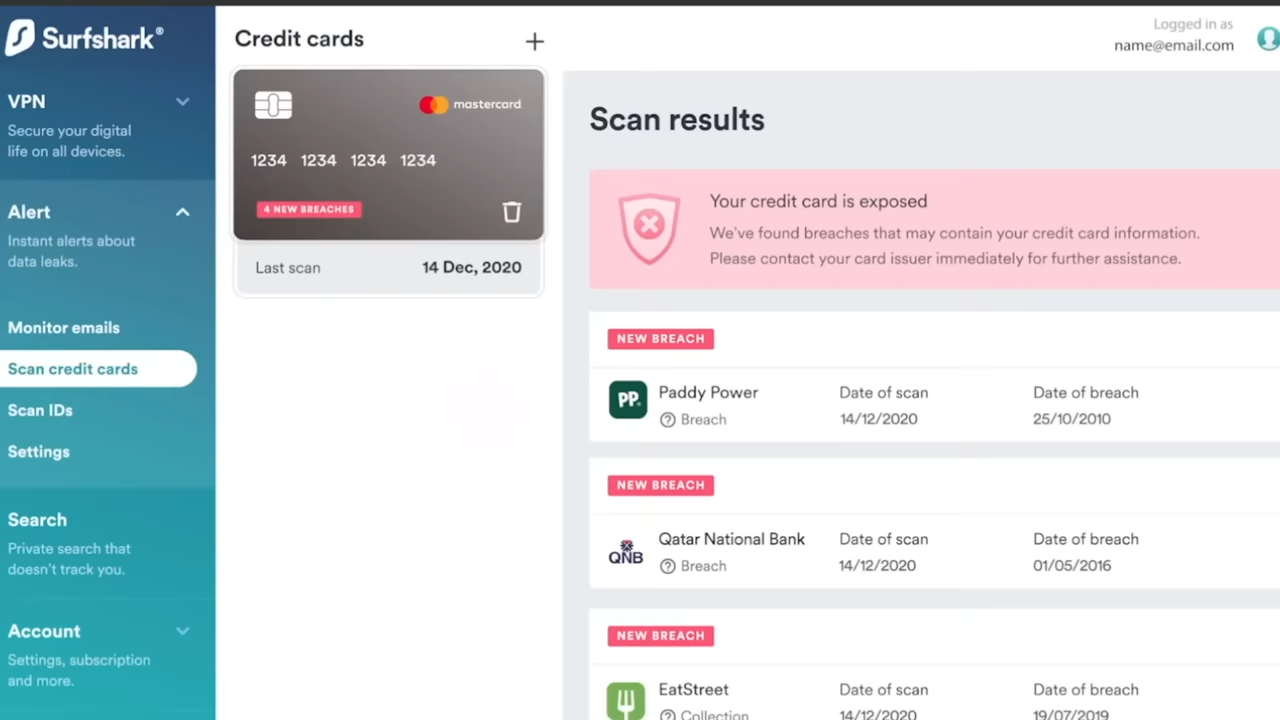 Surfshark®
VPN
Secure your digital
life on all devices.
Alert
Instant alerts about
data leaks.
Monitor emails
Scan credit cards
Scan IDs
Settings
Search
Private search that
doesn't track you.
Account
Settings, subscription
and more.
Credit cards
mastercard
1234 1234 1234 1234
4 NEW BREACHES
Last scan 14 Dec, 2020
Logged in as
name@email.com
Scan results
Your credit card is exposed
We've found breaches that may contain your credit card information.
Please contact your card issuer immediately for further assistance.
NEW BREACH
PP.
Paddy Power Date of scan Date of breach
Breach 14/12/2020 25/10/2010
NEW BREACH
QNB
Qatar National Bank Date of scan Date of breach
Breach 14/12/2020 01/05/2016
NEW BREACH
EatStreet Date of scan Date of breach
Collection 14/12/2020 19/07/2019